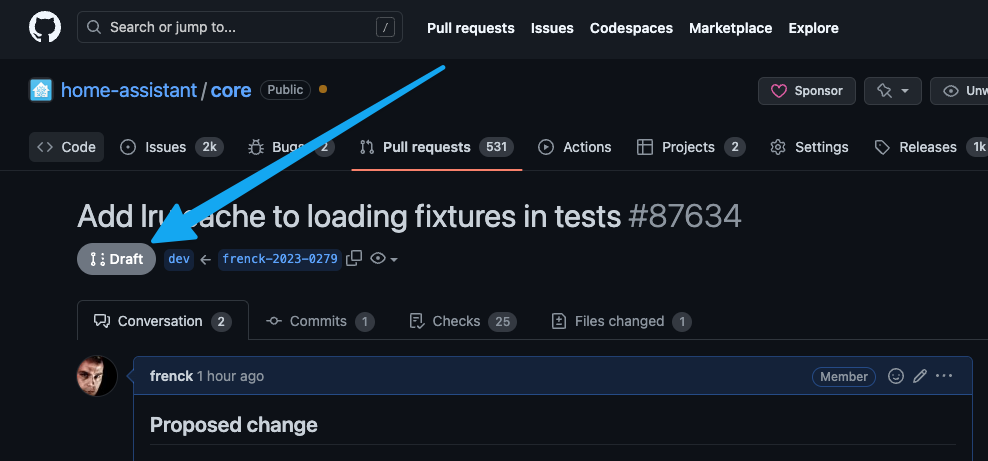 Search or jump to... / Pull requests Issues Codespaces Marketplace Explore
home-assistant / core Public Sponsor
Code Issues 2k 2 Pull requests 531 Actions Projects 2 Settings Releases 1k
Add cache to loading fixtures in tests #87634
Draft dev ← frenck-2023-0279
Conversation 2 Commits 1 Checks 25 Files changed 1
frenck 1 hour ago Member
Proposed change